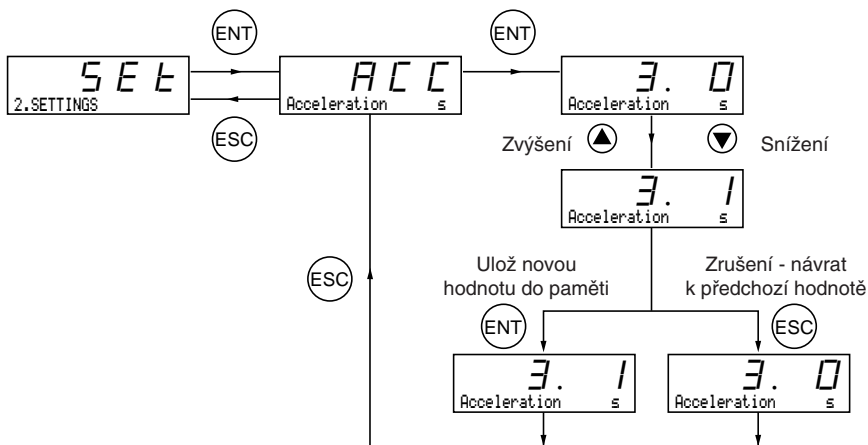 ENT
ENT
SEt
2.SETTINGS
ACC
Acceleration s
3. 0
Acceleration s
ESC
Zvýšení
Snížení
3. 1
Acceleration s
ESC
Ulož novou
hodnotu do paměti
Zrušení - návrat
k předchozí hodnotě
ENT
ESC
3. 1
Acceleration s
3. 0
Acceleration s